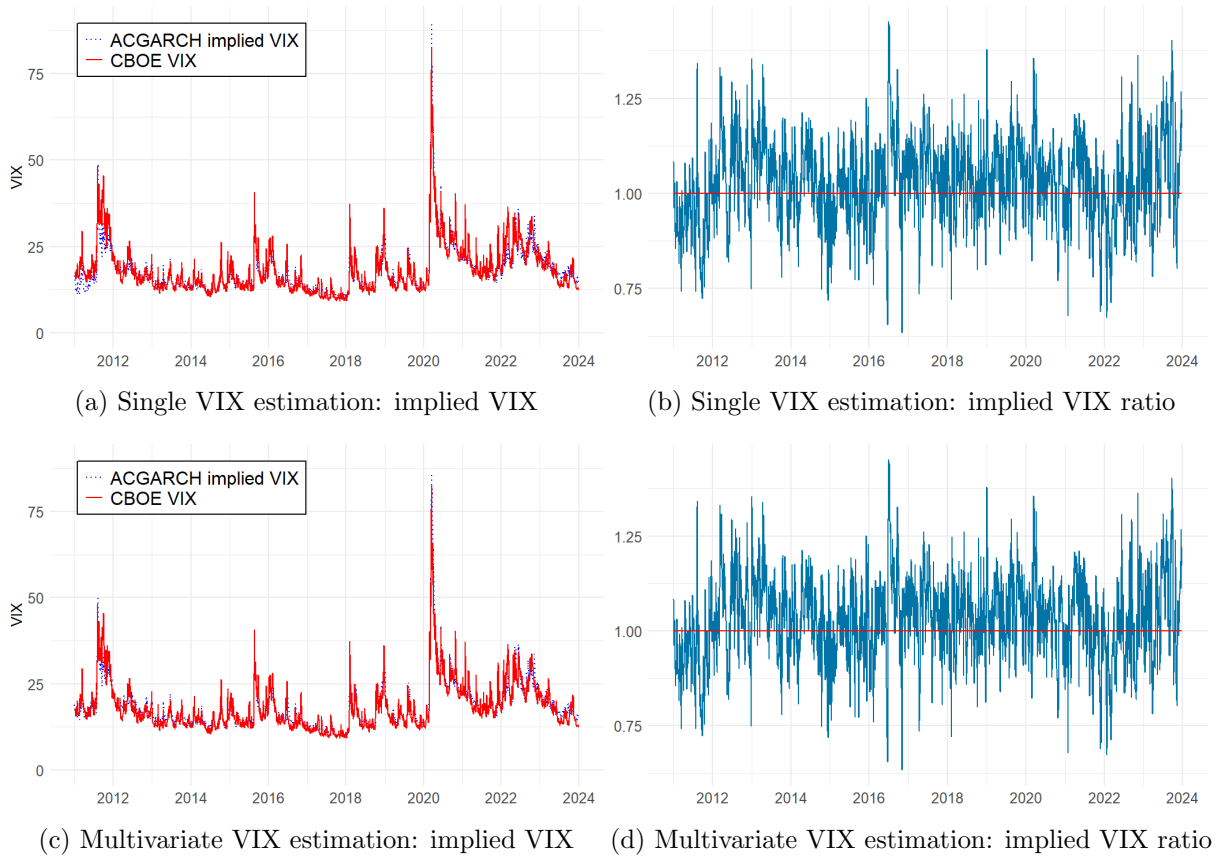 ACGARCH implied VIX
CBOE VIX
VIX
75
50
25
0
2012 2014 2016 2018 2020 2022 2024
(a) Single VIX estimation: implied VIX
1.25
1.00
0.75
2012 2014 2016 2018 2020 2022 2024
(b) Single VIX estimation: implied VIX ratio
ACGARCH implied VIX
CBOE VIX
VIX
75
50
25
0
2012 2014 2016 2018 2020 2022 2024
(c) Multivariate VIX estimation: implied VIX
1.25
1.00
0.75
2012 2014 2016 2018 2020 2022 2024
(d) Multivariate VIX estimation: implied VIX ratio